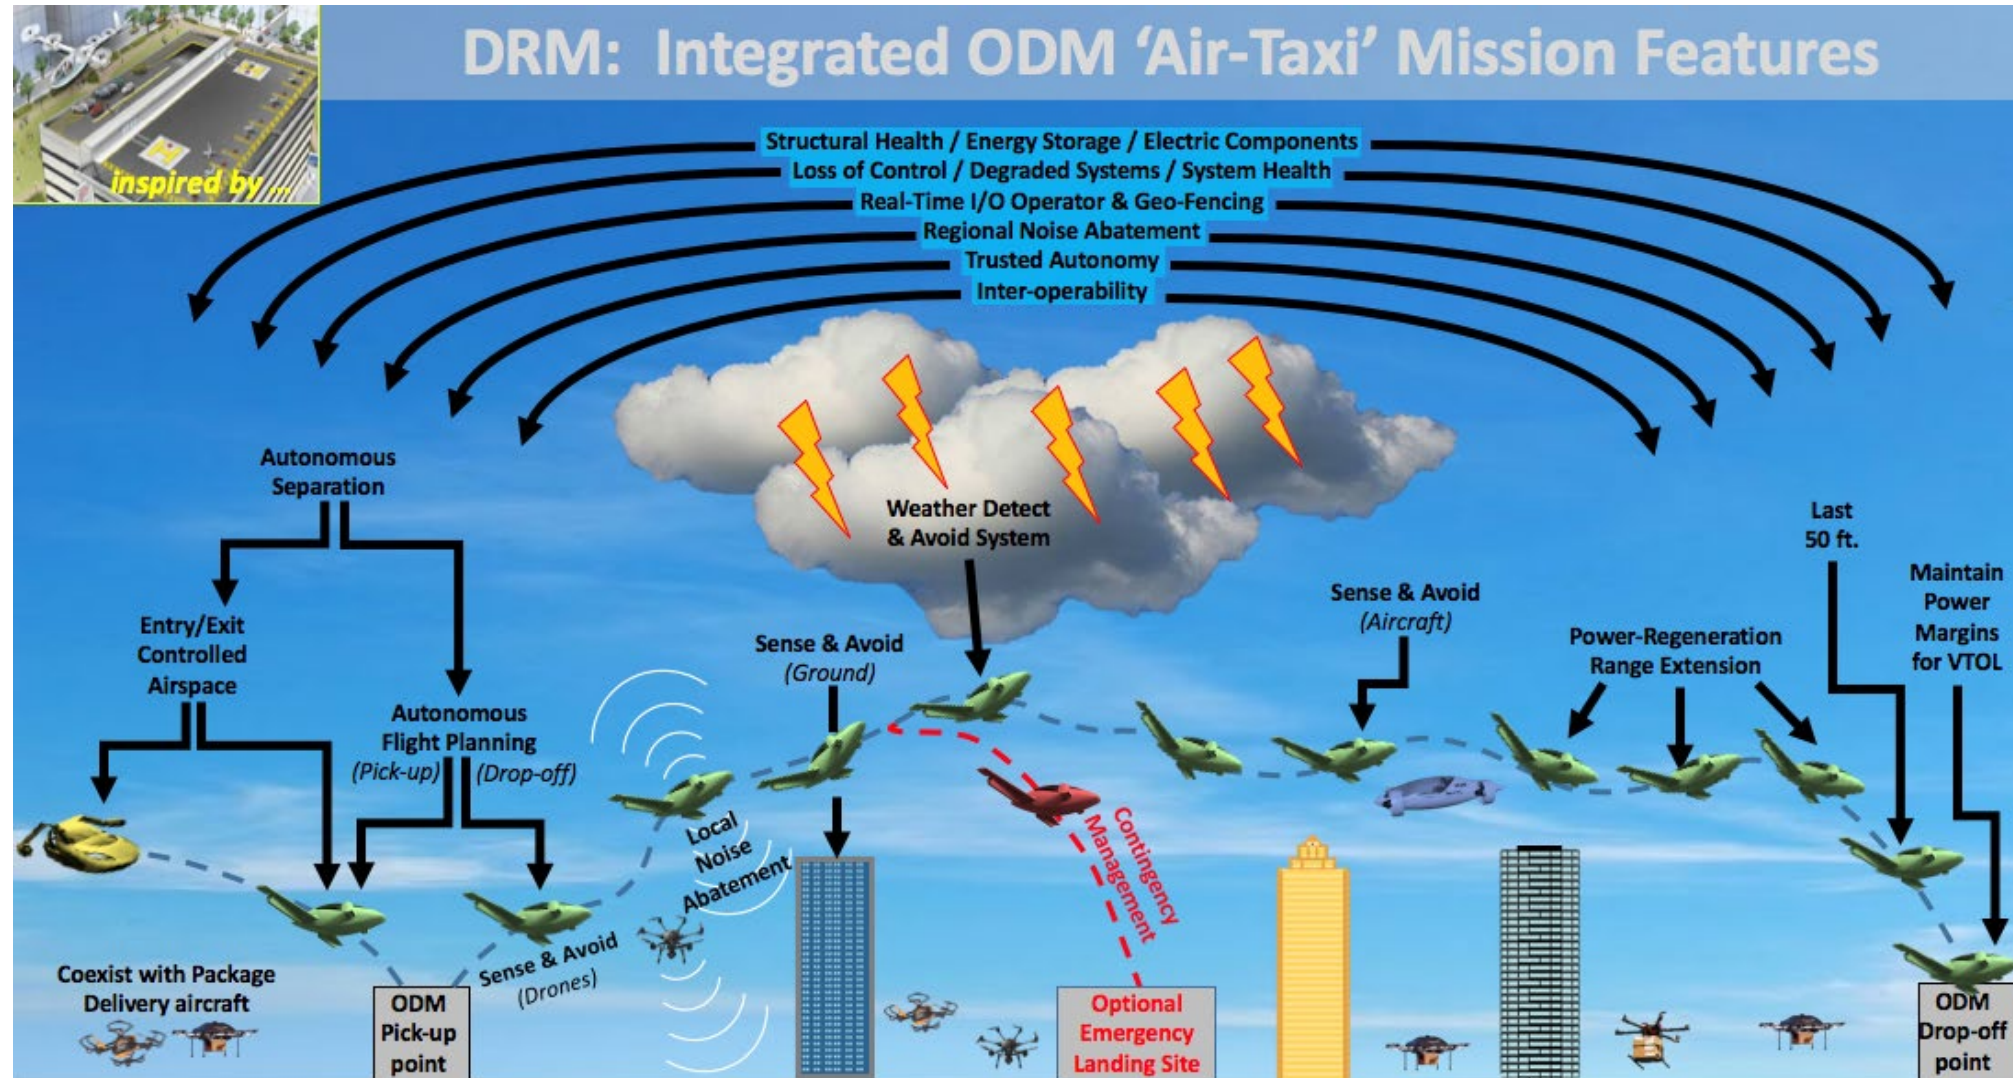 DRM: Integrated ODM ‘Air-Taxi’ Mission Features
inspired by ...
Structural Health / Energy Storage / Electric Components
Loss of Control / Degraded Systems / System Health
Real-Time I/O Operator & Geo-Fencing
Regional Noise Abatement
Trusted Autonomy
Inter-operability
Autonomous
Separation
Entry/Exit
Controlled
Airspace
Autonomous
Flight Planning
(Pick-up)
(Drop-off)
Weather Detect
& Avoid System
Sense & Avoid
(Ground)
Sense & Avoid
(Aircraft)
Power-Regeneration
Range Extension
Last
50 ft.
Maintain
Power
Margins
for VTOL
Local
Noise
Abatement
Contingency
Management
Sense & Avoid
(Drones)
Coexist with Package
Delivery aircraft
ODM
Pick-up
point
Optional
Emergency
Landing Site
ODM
Drop-off
point